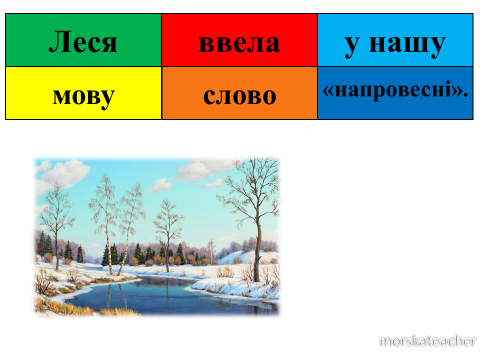 Леся ввела у нашу
мову слово «напровесні».
morskateacher